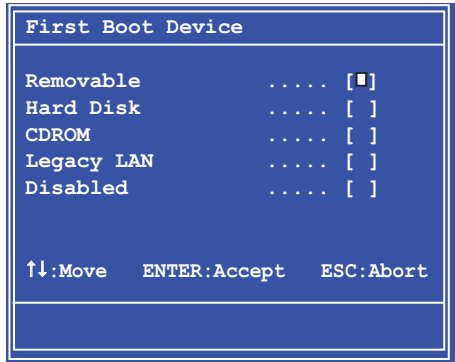 First Boot Device
Removable ..... [■]
Hard Disk ..... [ ]
CDROM ..... [ ]
Legacy LAN ..... [ ]
Disabled ..... [ ]
↑↓:Move ENTER:Accept ESC:Abort